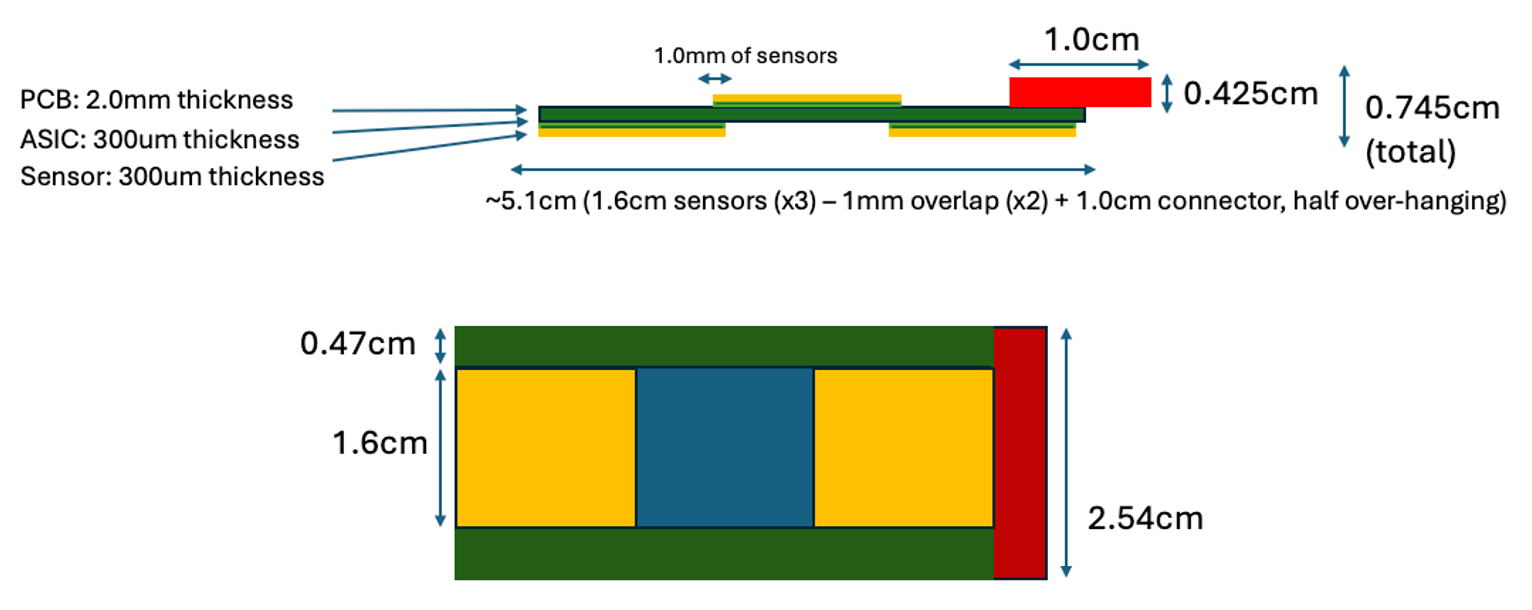 1.0cm
1.0mm of sensors
PCB: 2.0mm thickness
0.425cm
0.745cm
(total)
ASIC: 300um thickness
Sensor: 300um thickness
~5.1cm (1.6cm sensors (x3) – 1mm overlap (x2) + 1.0cm connector, half over-hanging)
0.47cm
1.6cm
2.54cm